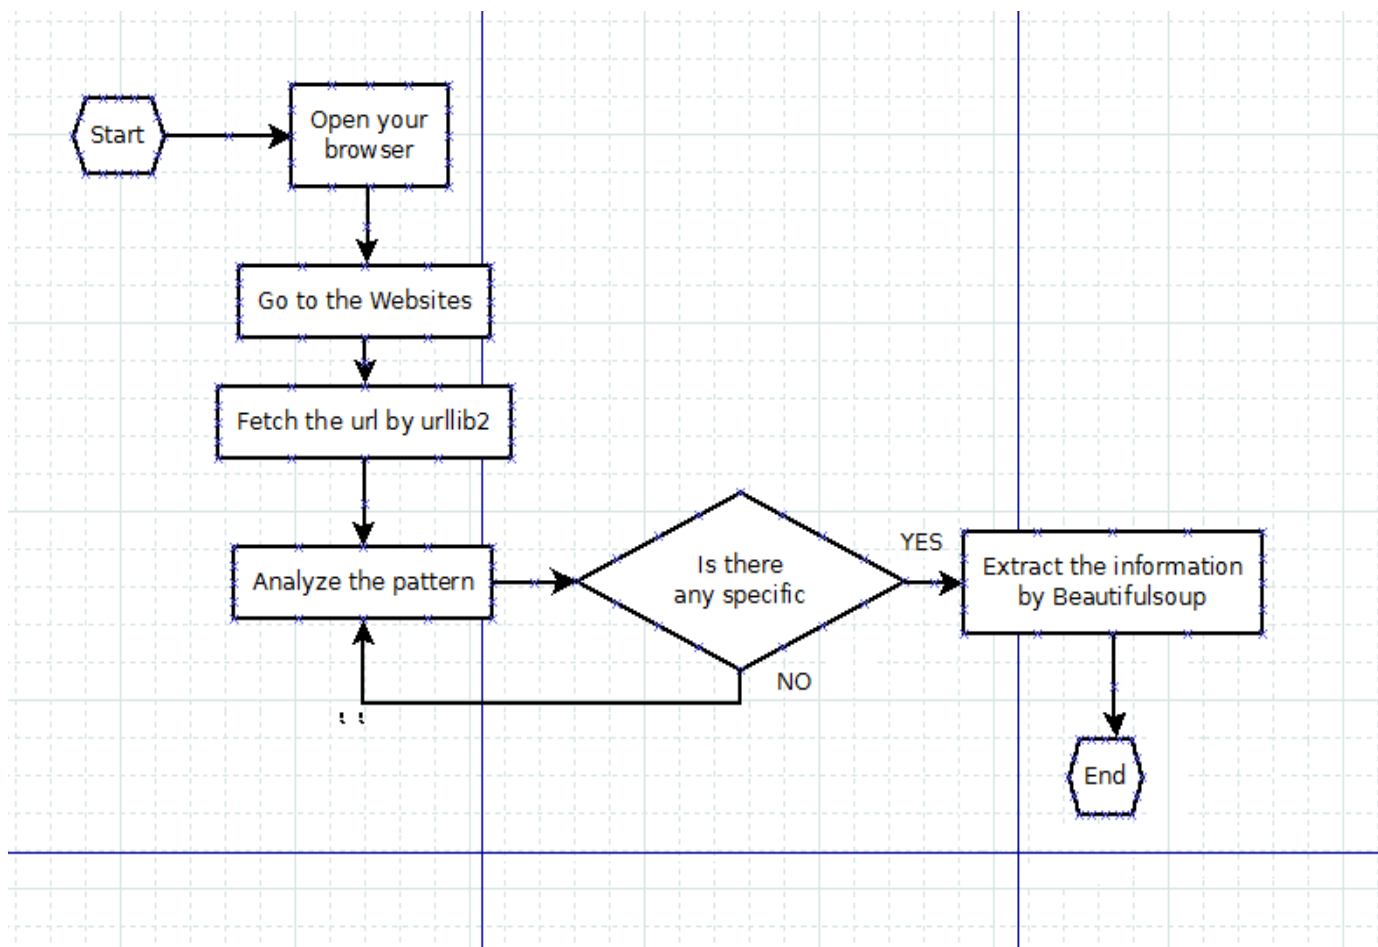 Start
Open your
browser
Go to the Websites
Fetch the url by urllib2
Analyze the pattern
Is there
any specific
YES
NO
Extract the information
by Beautifulsoup
End